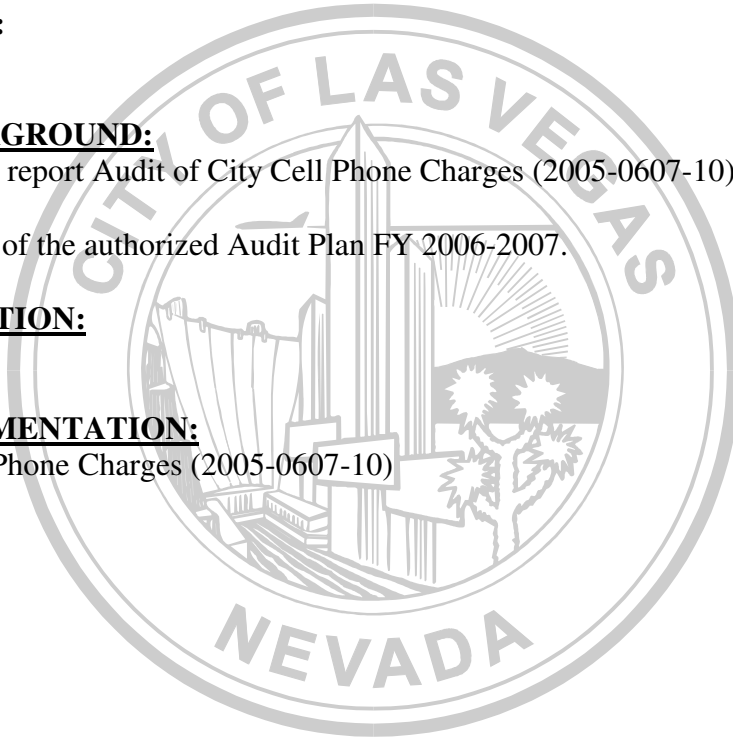 :
GROUND:
report Audit of City Cell Phone Charges (2005-0607-10)
of the authorized Audit Plan FY 2006-2007.
TION:
MENTATION:
Phone Charges (2005-0607-10)
CITY OF LAS VEGAS
NEVADA